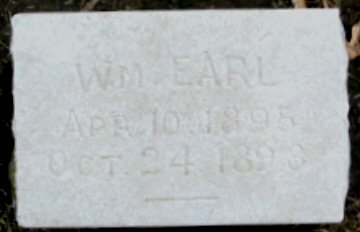 WM. EARL
APR. 10. 1895
OCT. 24. 1898